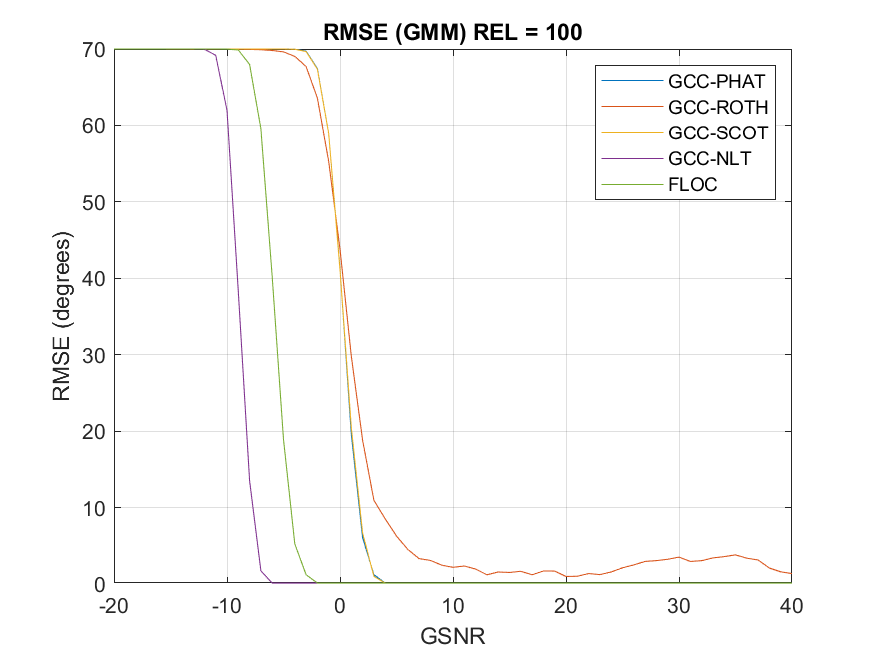 RMSE (GMM) REL = 100
70
60
50
40
30
20
10
0
RMSE (degrees)
GCC-PHAT
GCC-ROTH
GCC-SCOT
GCC-NLT
FLOC
-20 -10 0 10 20 30 40
GSNR